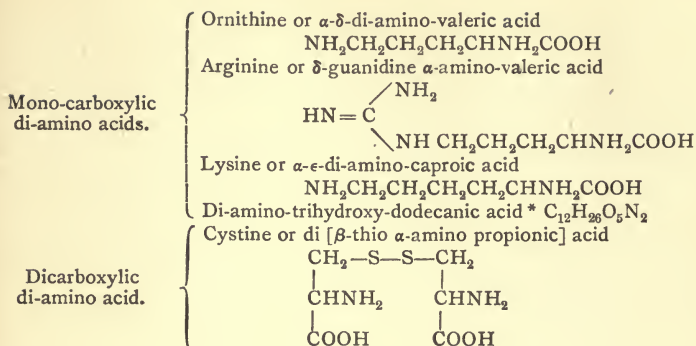 Mono-carboxylic
di-amino acids.
Ornithine or α-δ-di-amino-valeric acid
NH₂CH₂CH₂CH₂CHNH₂COOH
Arginine or δ-guanidine α-amino-valeric acid
/NH₂
HN=C
\NH CH₂CH₂CH₂CHNH₂COOH
Lysine or α-ε-di-amino-caproic acid
NH₂CH₂CH₂CH₂CH₂CHNH₂COOH
Di-amino-trihydroxy-dodecanic acid * C₁₂H₂₆O₅N₂
Dicarboxylic
di-amino acid.
Cystine or di [β-thio α-amino propionic] acid
CH₂—S—S—CH₂
CHNH₂ CHNH₂
COOH COOH